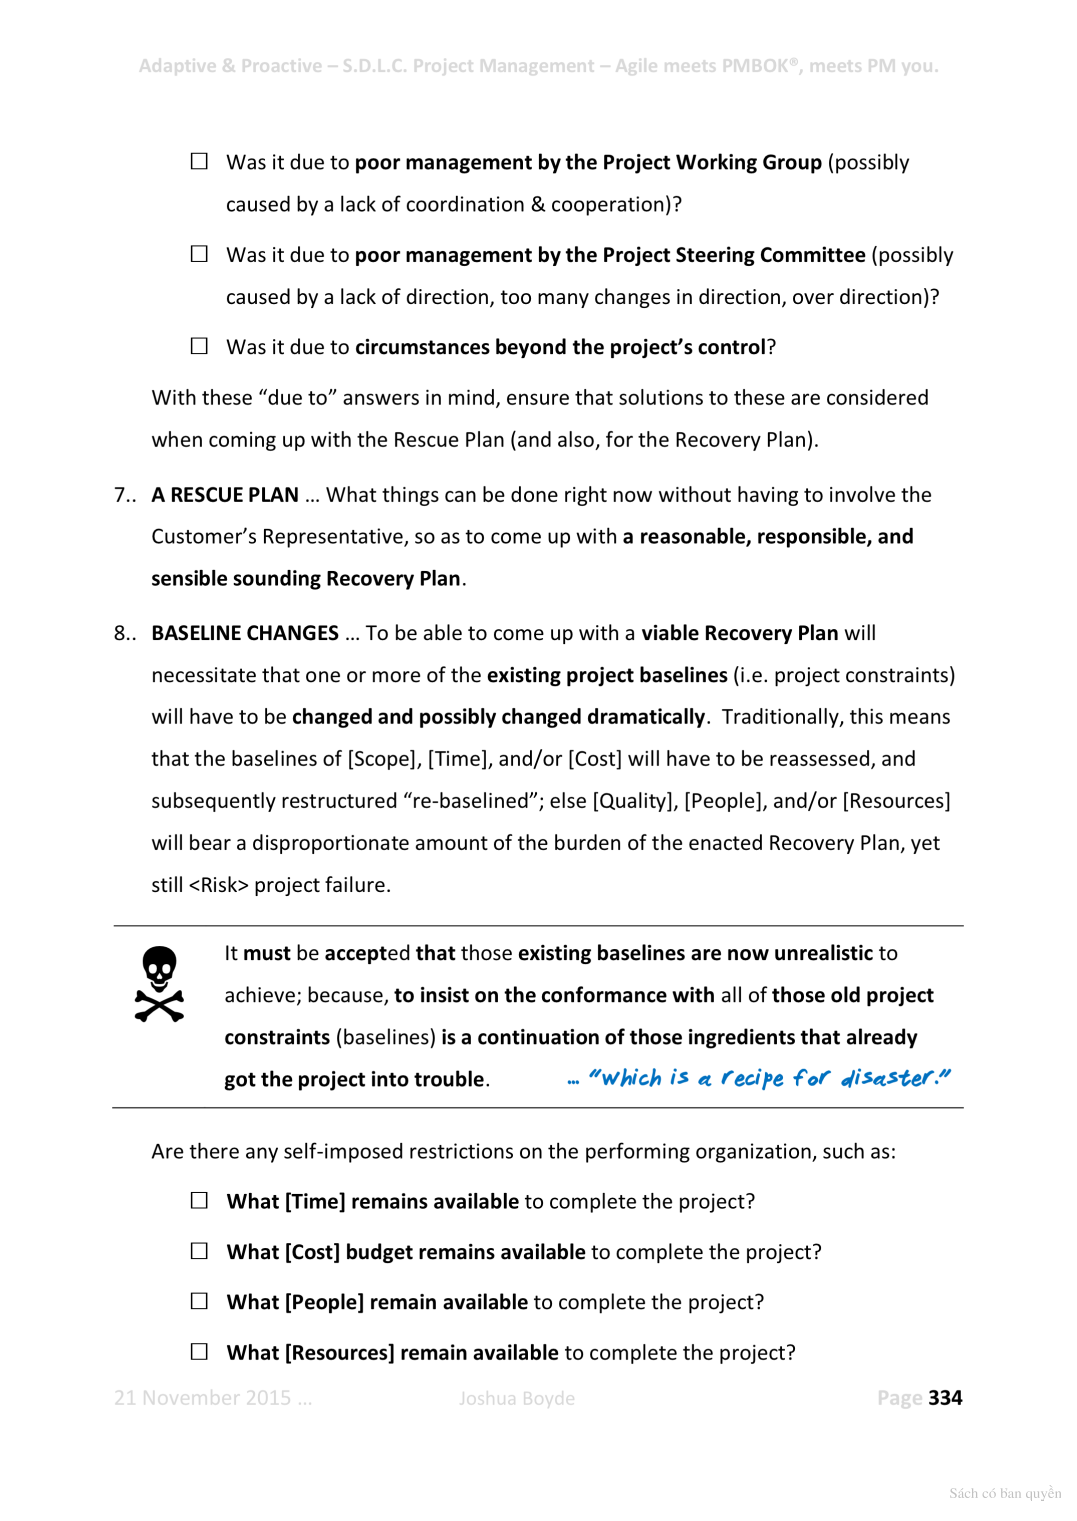 Adaptive & Proactive – S.D.L.C. Project Management – Agile meets PMBOK®, meets PM you.
☐ Was it due to poor management by the Project Working Group (possibly
caused by a lack of coordination & cooperation)?
☐ Was it due to poor management by the Project Steering Committee (possibly
caused by a lack of direction, too many changes in direction, over direction)?
☐ Was it due to circumstances beyond the project’s control?
With these “due to” answers in mind, ensure that solutions to these are considered
when coming up with the Rescue Plan (and also, for the Recovery Plan).
7.. A RESCUE PLAN … What things can be done right now without having to involve the
Customer’s Representative, so as to come up with a reasonable, responsible, and
sensible sounding Recovery Plan.
8.. BASELINE CHANGES … To be able to come up with a viable Recovery Plan will
necessitate that one or more of the existing project baselines (i.e. project constraints)
will have to be changed and possibly changed dramatically.  Traditionally, this means
that the baselines of [Scope], [Time], and/or [Cost] will have to be reassessed, and
subsequently restructured “re-baselined”; else [Quality], [People], and/or [Resources]
will bear a disproportionate amount of the burden of the enacted Recovery Plan, yet
still <Risk> project failure.
It must be accepted that those existing baselines are now unrealistic to
achieve; because, to insist on the conformance with all of those old project
constraints (baselines) is a continuation of those ingredients that already
got the project into trouble. … “which is a recipe for disaster.”
Are there any self-imposed restrictions on the performing organization, such as:
☐ What [Time] remains available to complete the project?
☐ What [Cost] budget remains available to complete the project?
☐ What [People] remain available to complete the project?
☐ What [Resources] remain available to complete the project?
21 November 2015 … Joshua Boyde Page 334
Sách có bản quyền